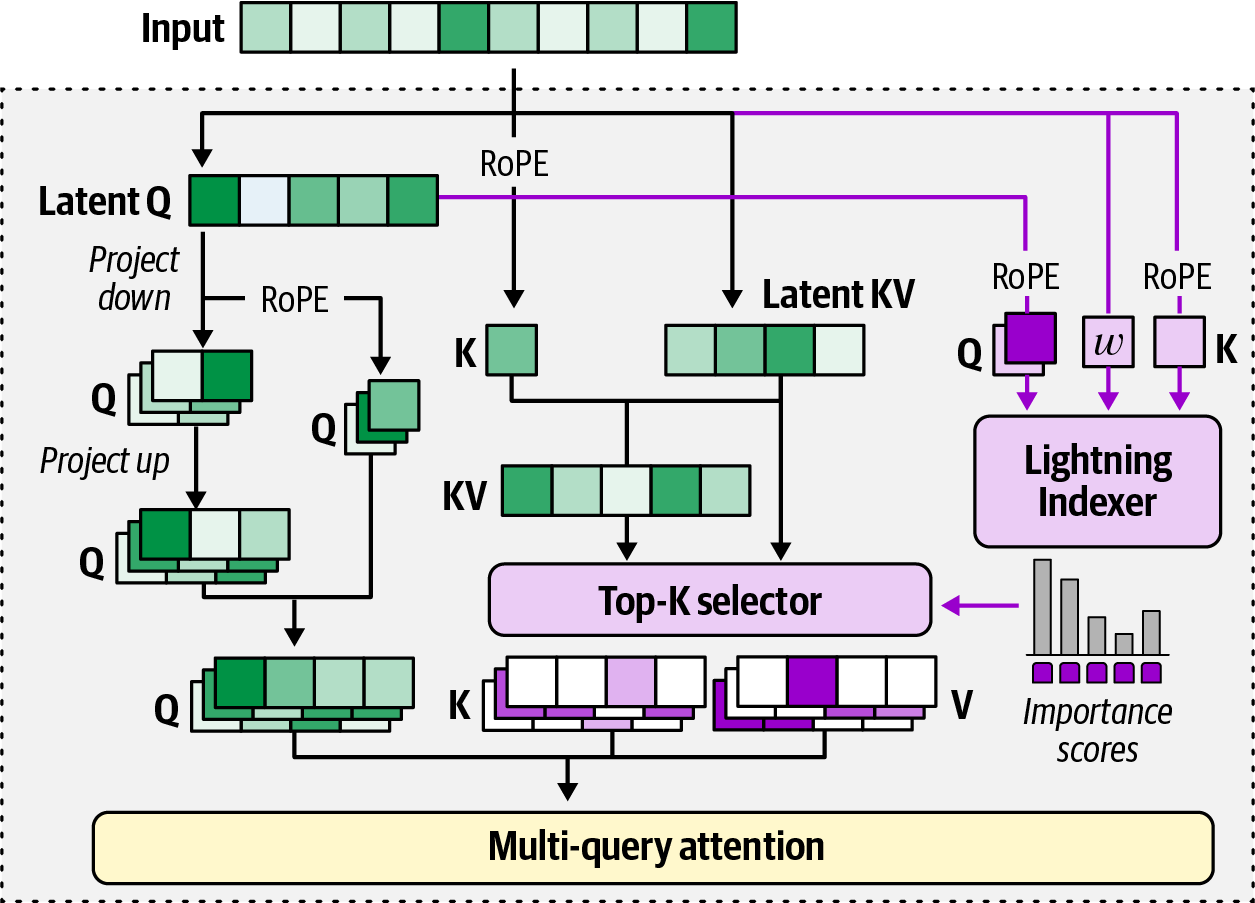 Input
RoPE
Latent Q
Project
down
RoPE
Latent KV
RoPE
RoPE
K
Q
w
K
Q
Q
Project up
Lightning
Indexer
KV
Q
Top-K selector
Q
K
V
Importance
scores
Multi-query attention